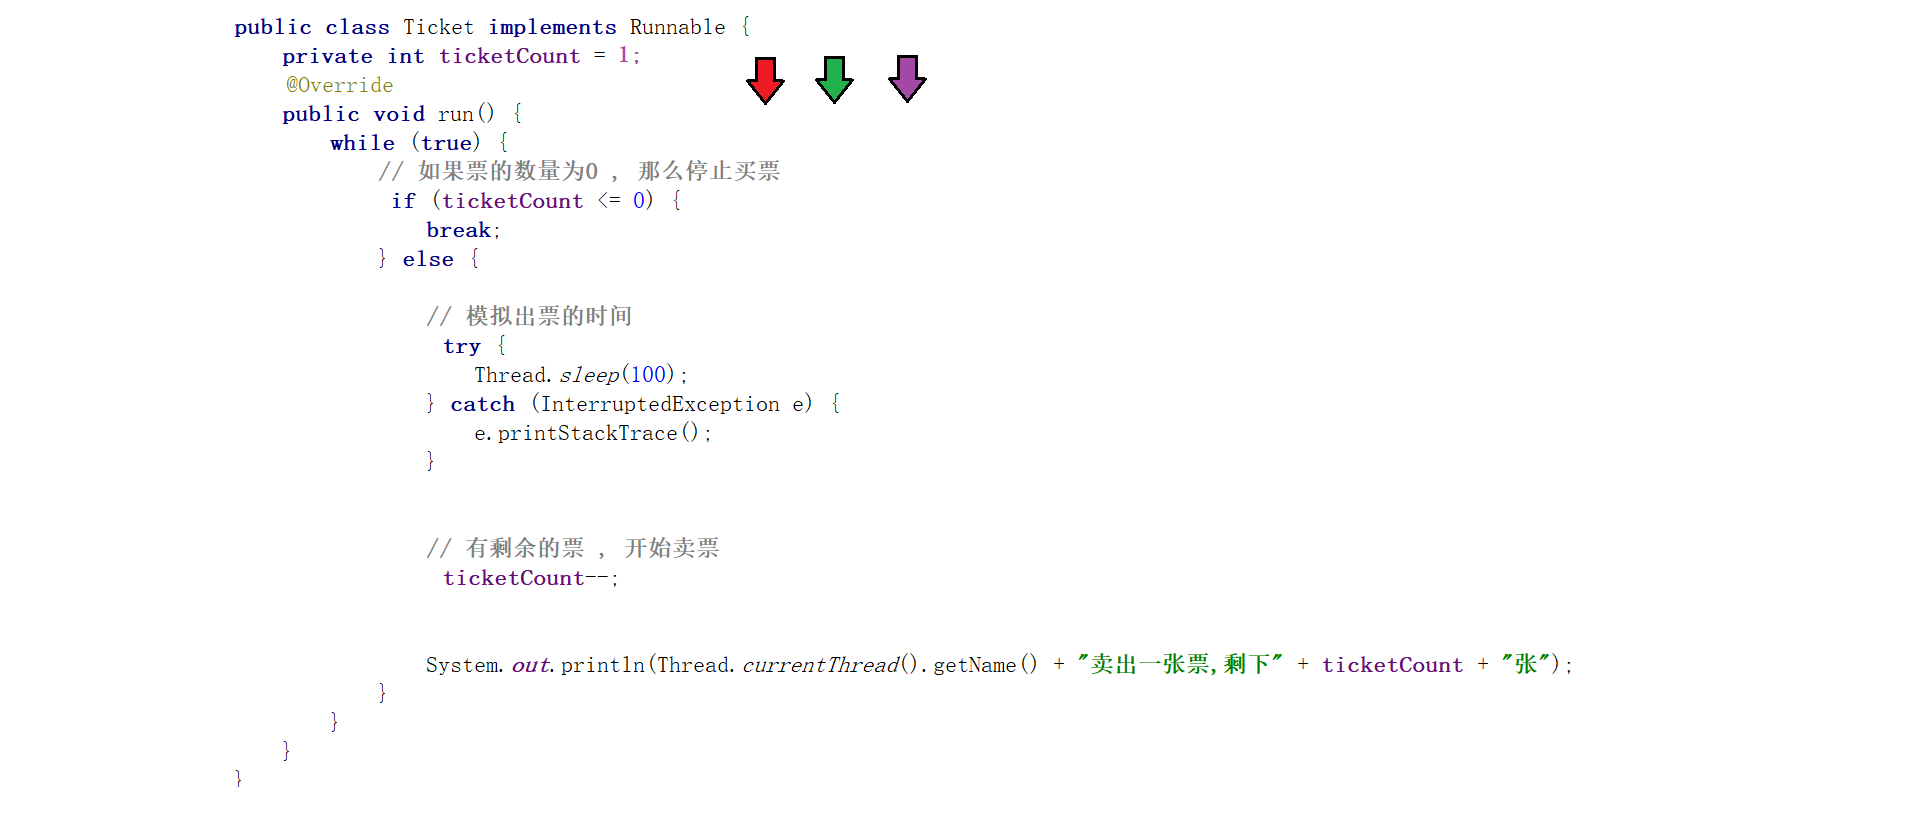 public class Ticket implements Runnable {
private int ticketCount = 1;
@Override
public void run() {
while (true) {
// 如果票的数量为0 , 那么停止买票
if (ticketCount <= 0) {
break;
} else {
// 模拟出票的时间
try {
Thread.sleep(100);
} catch (InterruptedException e) {
e.printStackTrace();
}
// 有剩余的票 , 开始卖票
ticketCount--;
System.out.println(Thread.currentThread().getName() + "卖出一张票,剩下" + ticketCount + "张");
}
}
}
}